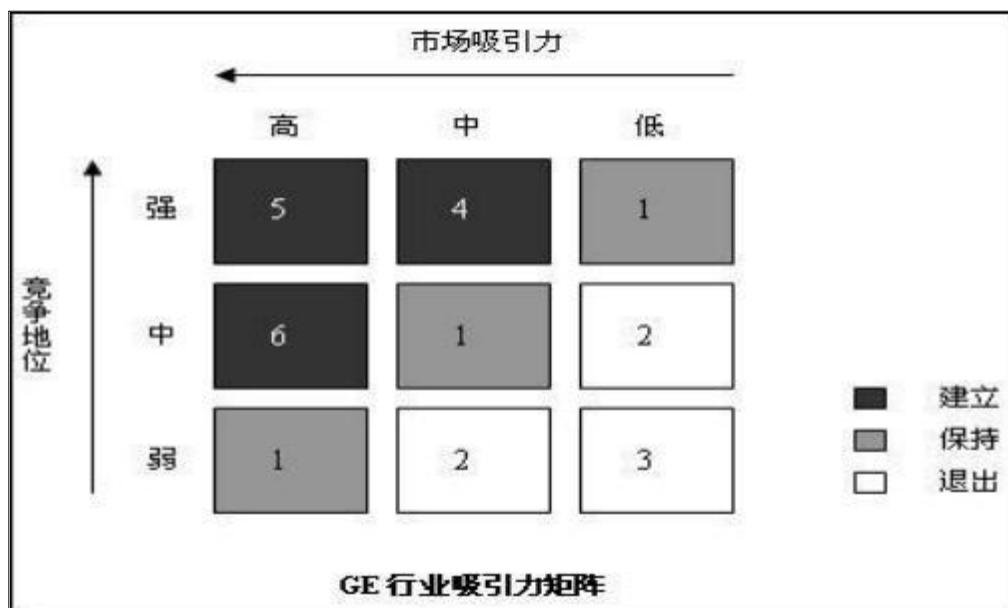 市场吸引力
高 中 低
强 5 4 1
竞争地位
中 6 1 2
弱 1 2 3
建立
保持
退出
GE 行业吸引力矩阵